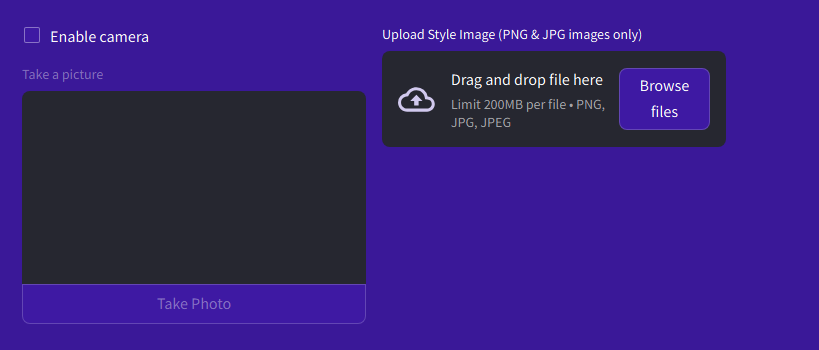 Enable camera
Take a picture
Take Photo
Upload Style Image (PNG & JPG images only)
Drag and drop file here
Limit 200MB per file • PNG,
JPG, JPEG
Browse
files